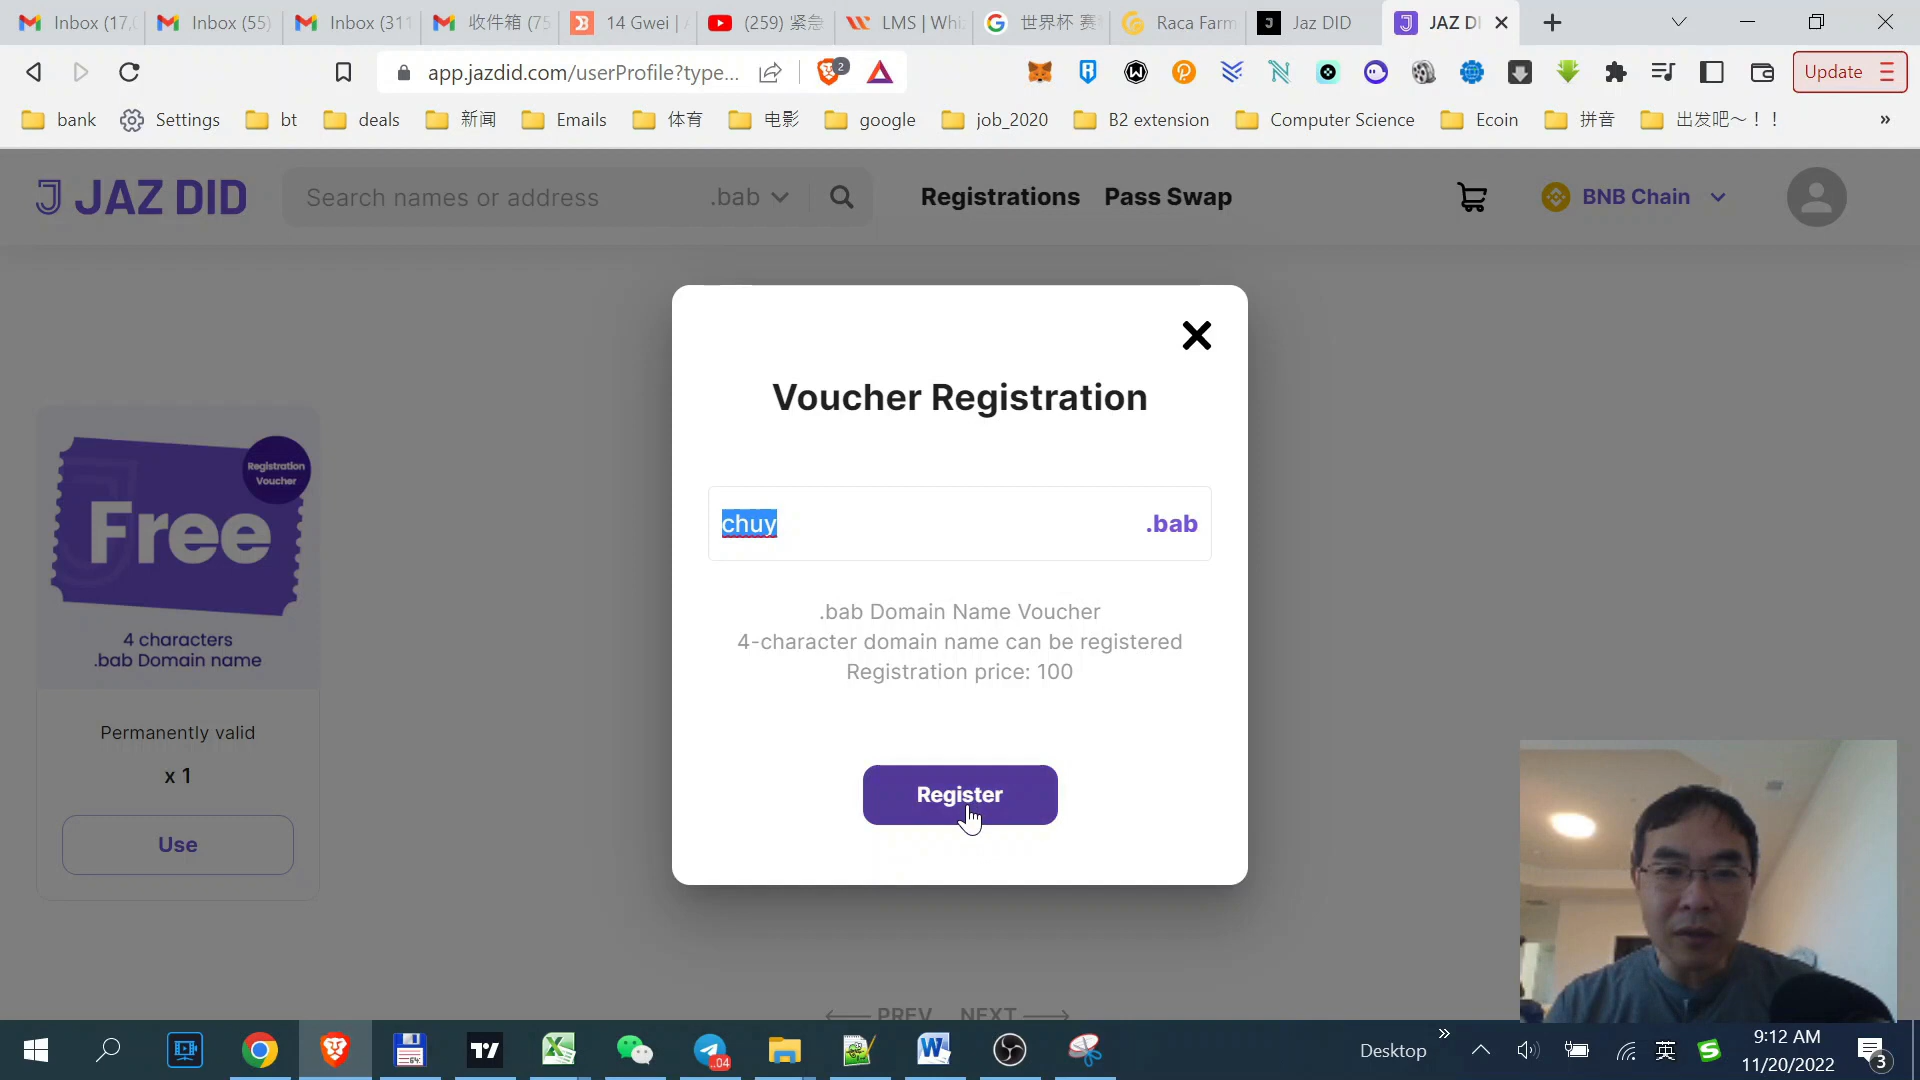 Inbox (17,
Inbox (55)
Inbox (311
收件箱 (75
14 Gwei |
(259) 紧急
LMS | Whiz
世界杯 赛
Raca Farm
Jaz DID
JAZ DI
app.jazdid.com/userProfile?type...
2
Update
bank
Settings
bt
deals
新闻
Emails
体育
电影
google
job_2020
B2 extension
Computer Science
Ecoin
拼音
出发吧～！！
»
JAZ DID
Search names or address
.bab
Registrations
Pass Swap
BNB Chain
Voucher Registration
chuy
.bab
.bab Domain Name Voucher
4-character domain name can be registered
Registration price: 100
Register
Registration
Voucher
Free
4 characters
.bab Domain name
Permanently valid
x 1
Use
PREV
NEXT
Desktop
»
英
9:12 AM
11/20/2022
3